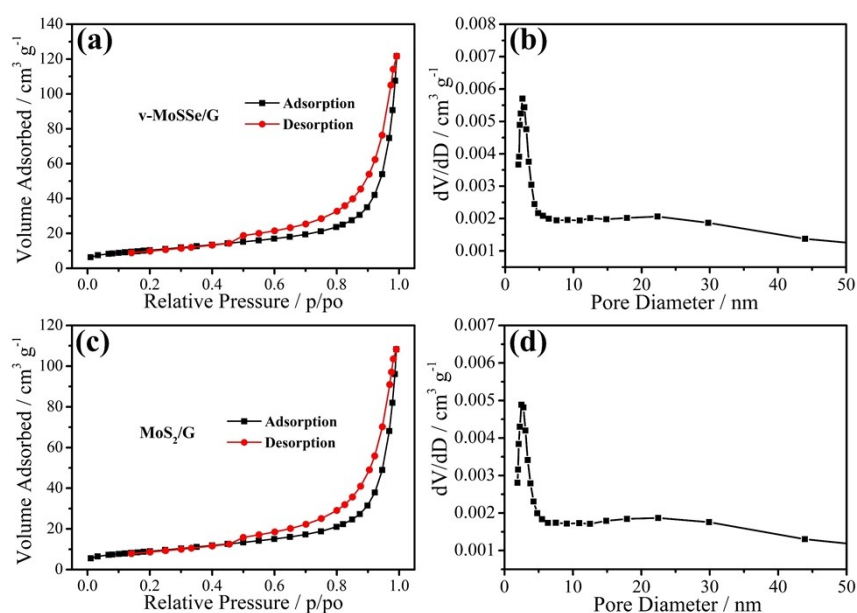 (a)
v-MoSSe/G
Adsorption
Desorption
Volume Adsorbed / cm³ g⁻¹
140
120
100
80
60
40
20
0
0.0 0.2 0.4 0.6 0.8 1.0
Relative Pressure / p/po
(b)
dV/dD / cm³ g⁻¹
0.008
0.007
0.006
0.005
0.004
0.003
0.002
0.001
0 10 20 30 40 50
Pore Diameter / nm
(c)
MoS₂/G
Adsorption
Desorption
Volume Adsorbed / cm³ g⁻¹
120
100
80
60
40
20
0
0.0 0.2 0.4 0.6 0.8 1.0
Relative Pressure / p/po
(d)
dV/dD / cm³ g⁻¹
0.007
0.006
0.005
0.004
0.003
0.002
0.001
0 10 20 30 40 50
Pore Diameter / nm